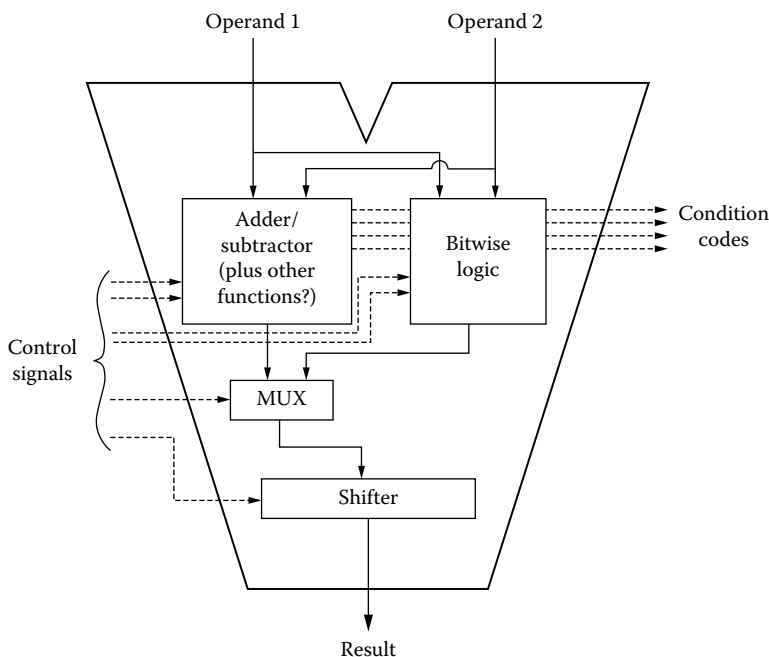 Operand 1
Operand 2
Adder/
subtractor
(plus other
functions?)
Bitwise
logic
Condition
codes
Control
signals
MUX
Shifter
Result